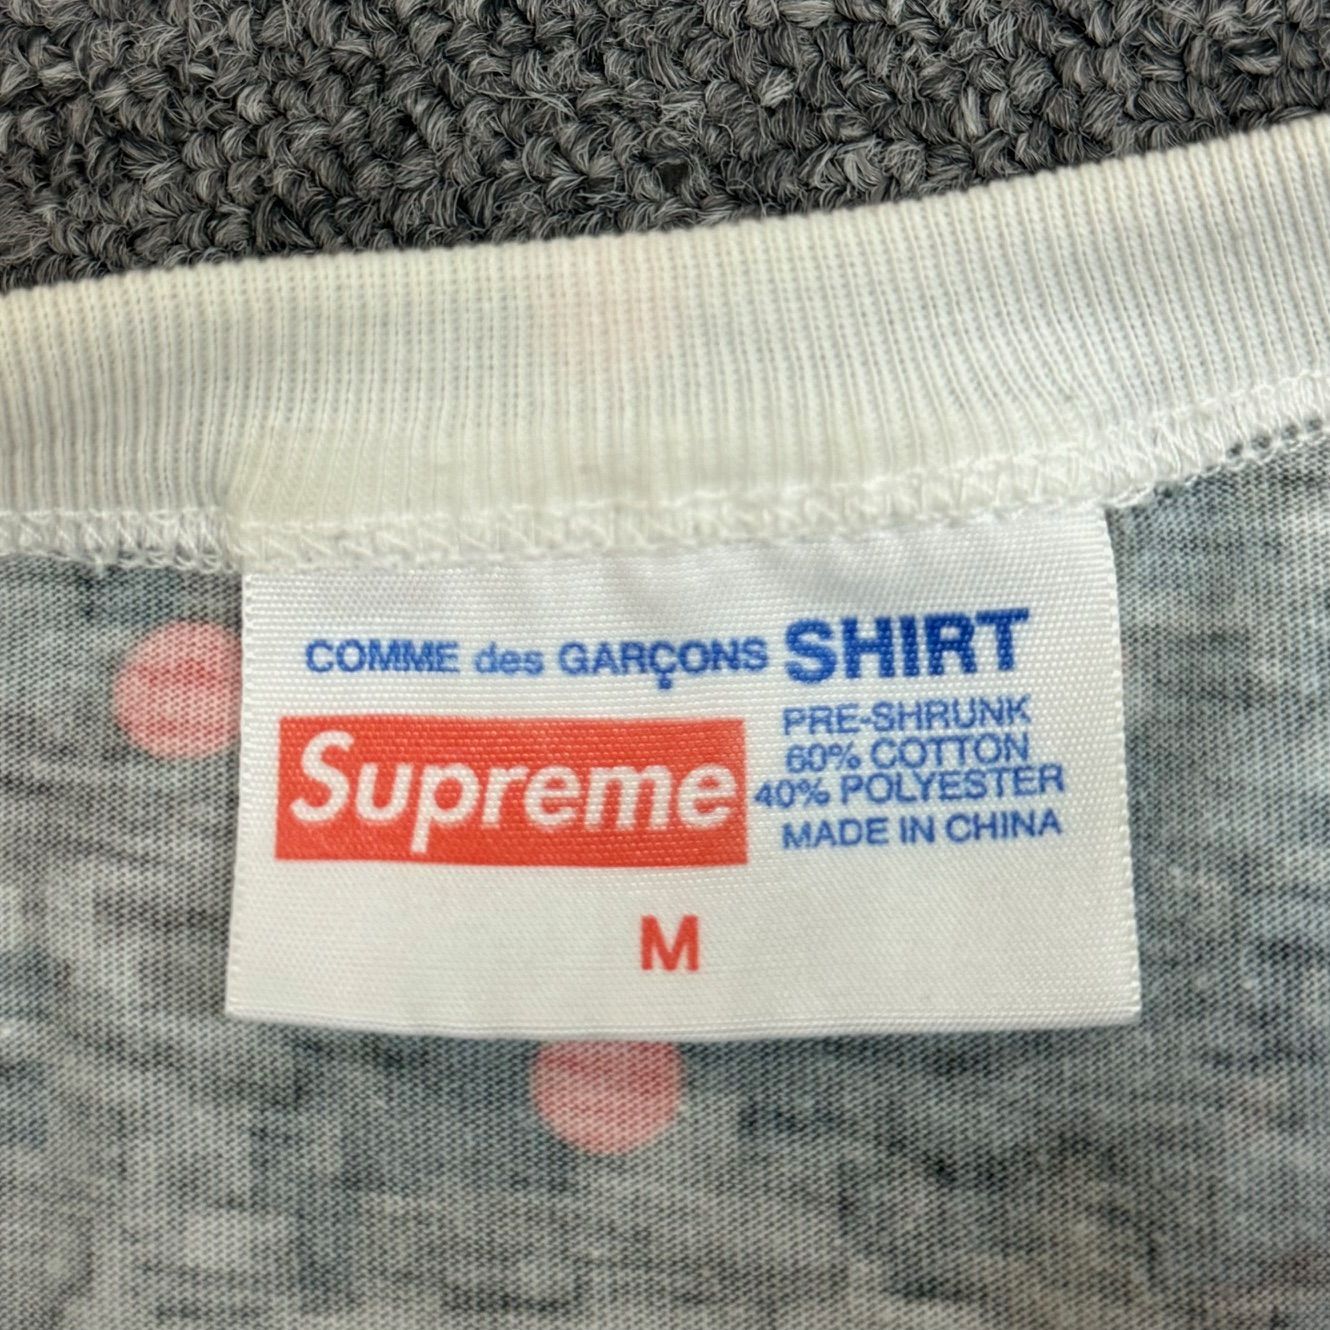 COMME des GARÇONS SHIRT
Supreme
PRE-SHRUNK
60% COTTON
40% POLYESTER
MADE IN CHINA
M